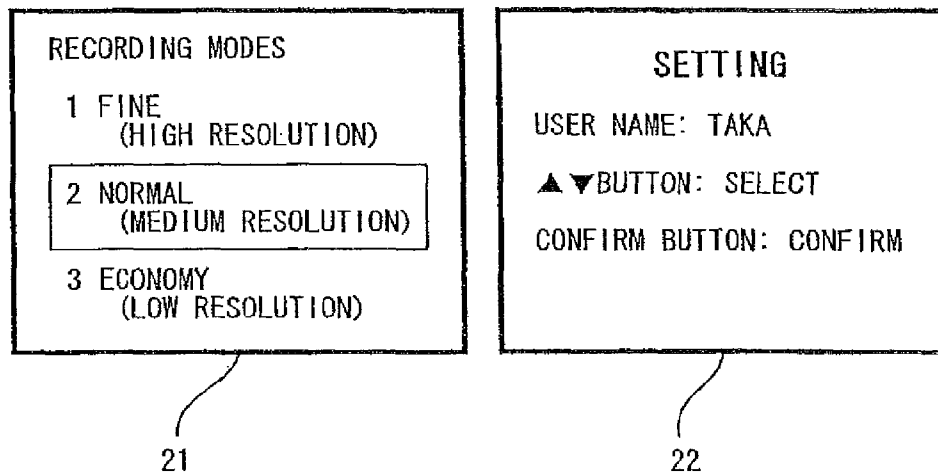 RECORDING MODES
1 FINE
(HIGH RESOLUTION)
2 NORMAL
(MEDIUM RESOLUTION)
3 ECONOMY
(LOW RESOLUTION)
21
SETTING
USER NAME: TAKA
▲▼BUTTON: SELECT
CONFIRM BUTTON: CONFIRM
22